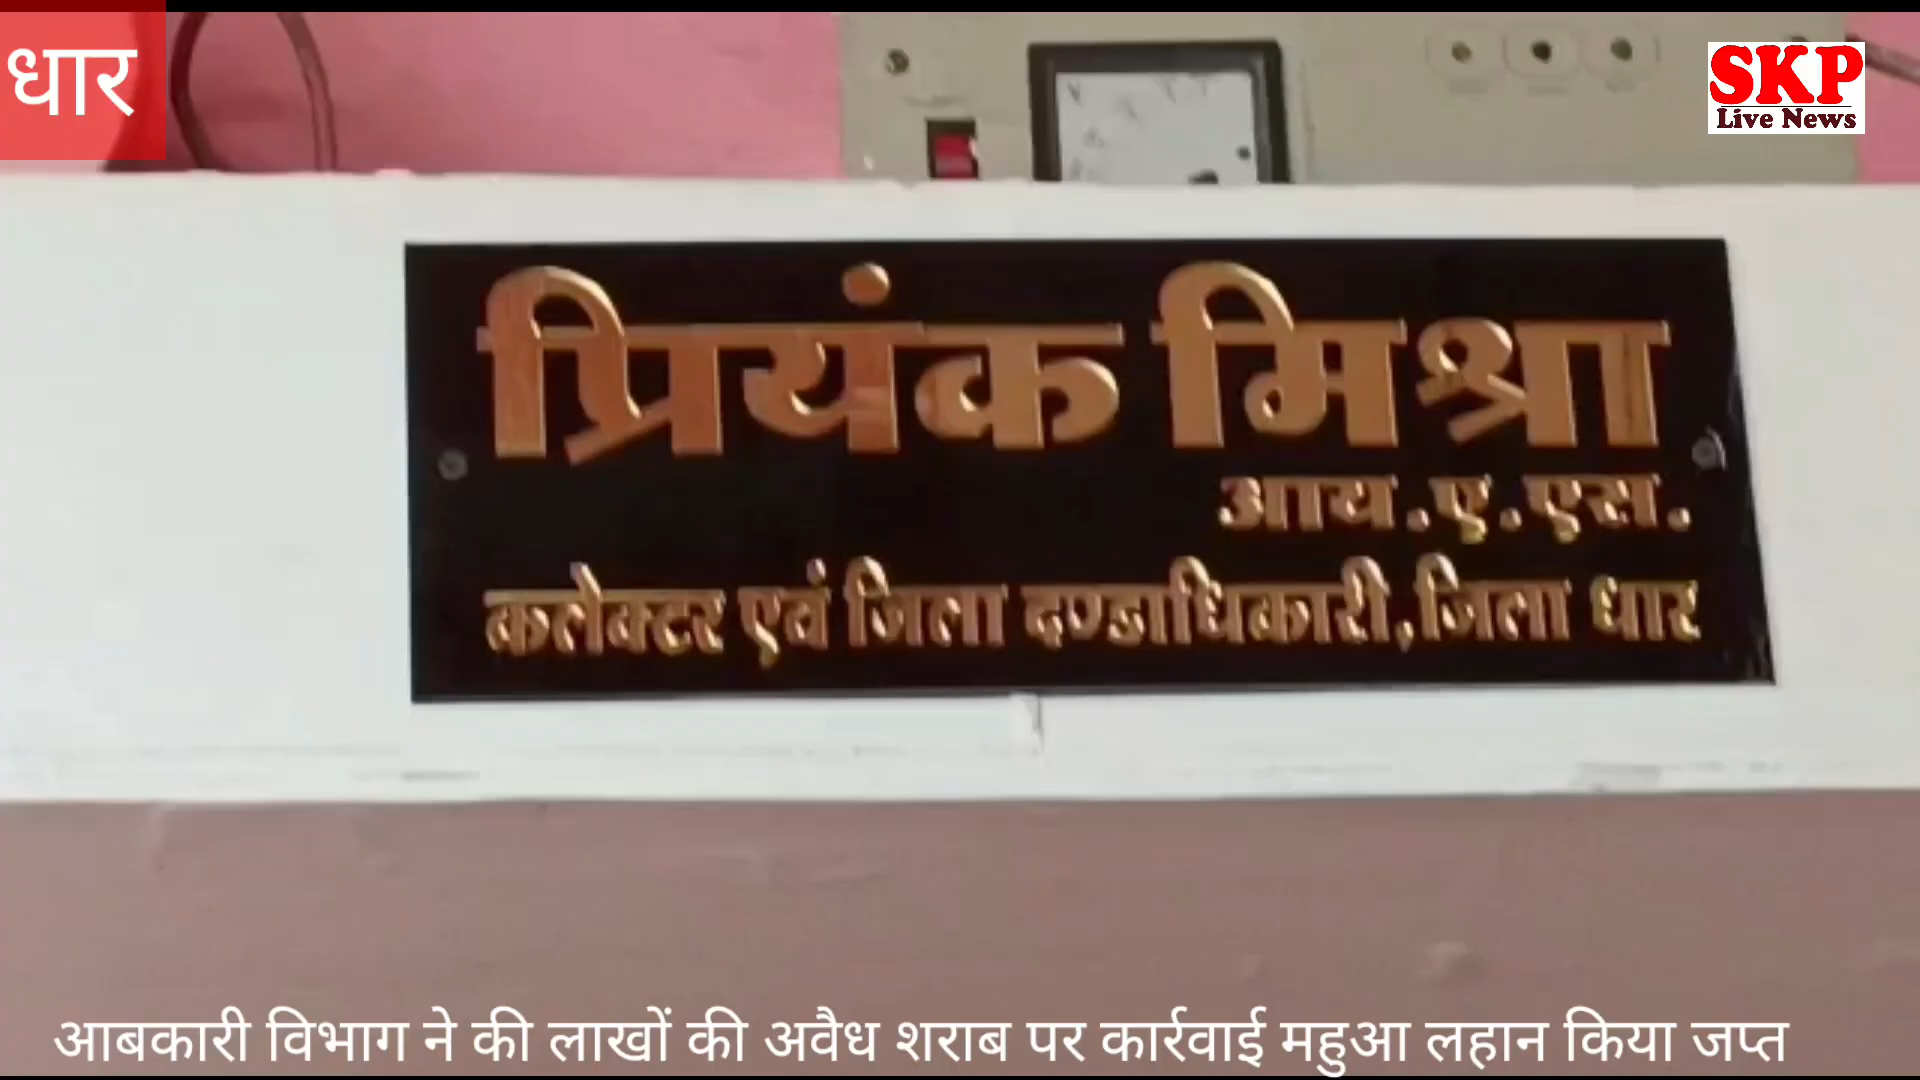 धार
SKP
Live News
प्रियंक मिश्रा
आय.ए.एस.
कलेक्टर एवं जिला दण्डाधिकारी, जिला धार
आबकारी विभाग ने की लाखों की अवैध शराब पर कार्रवाई महुआ लहान किया जप्त